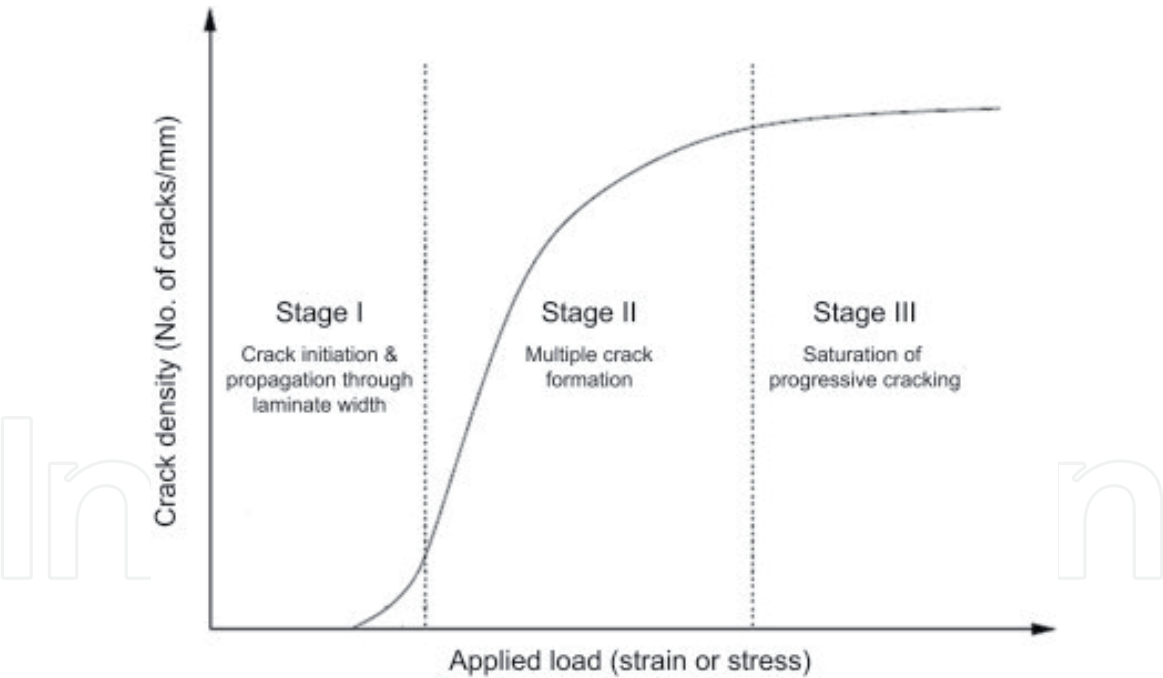 Crack density (No. of cracks/mm)
Stage I
Crack initiation &
propagation through
laminate width
Stage II
Multiple crack
formation
Stage III
Saturation of
progressive cracking
Applied load (strain or stress)
In
n